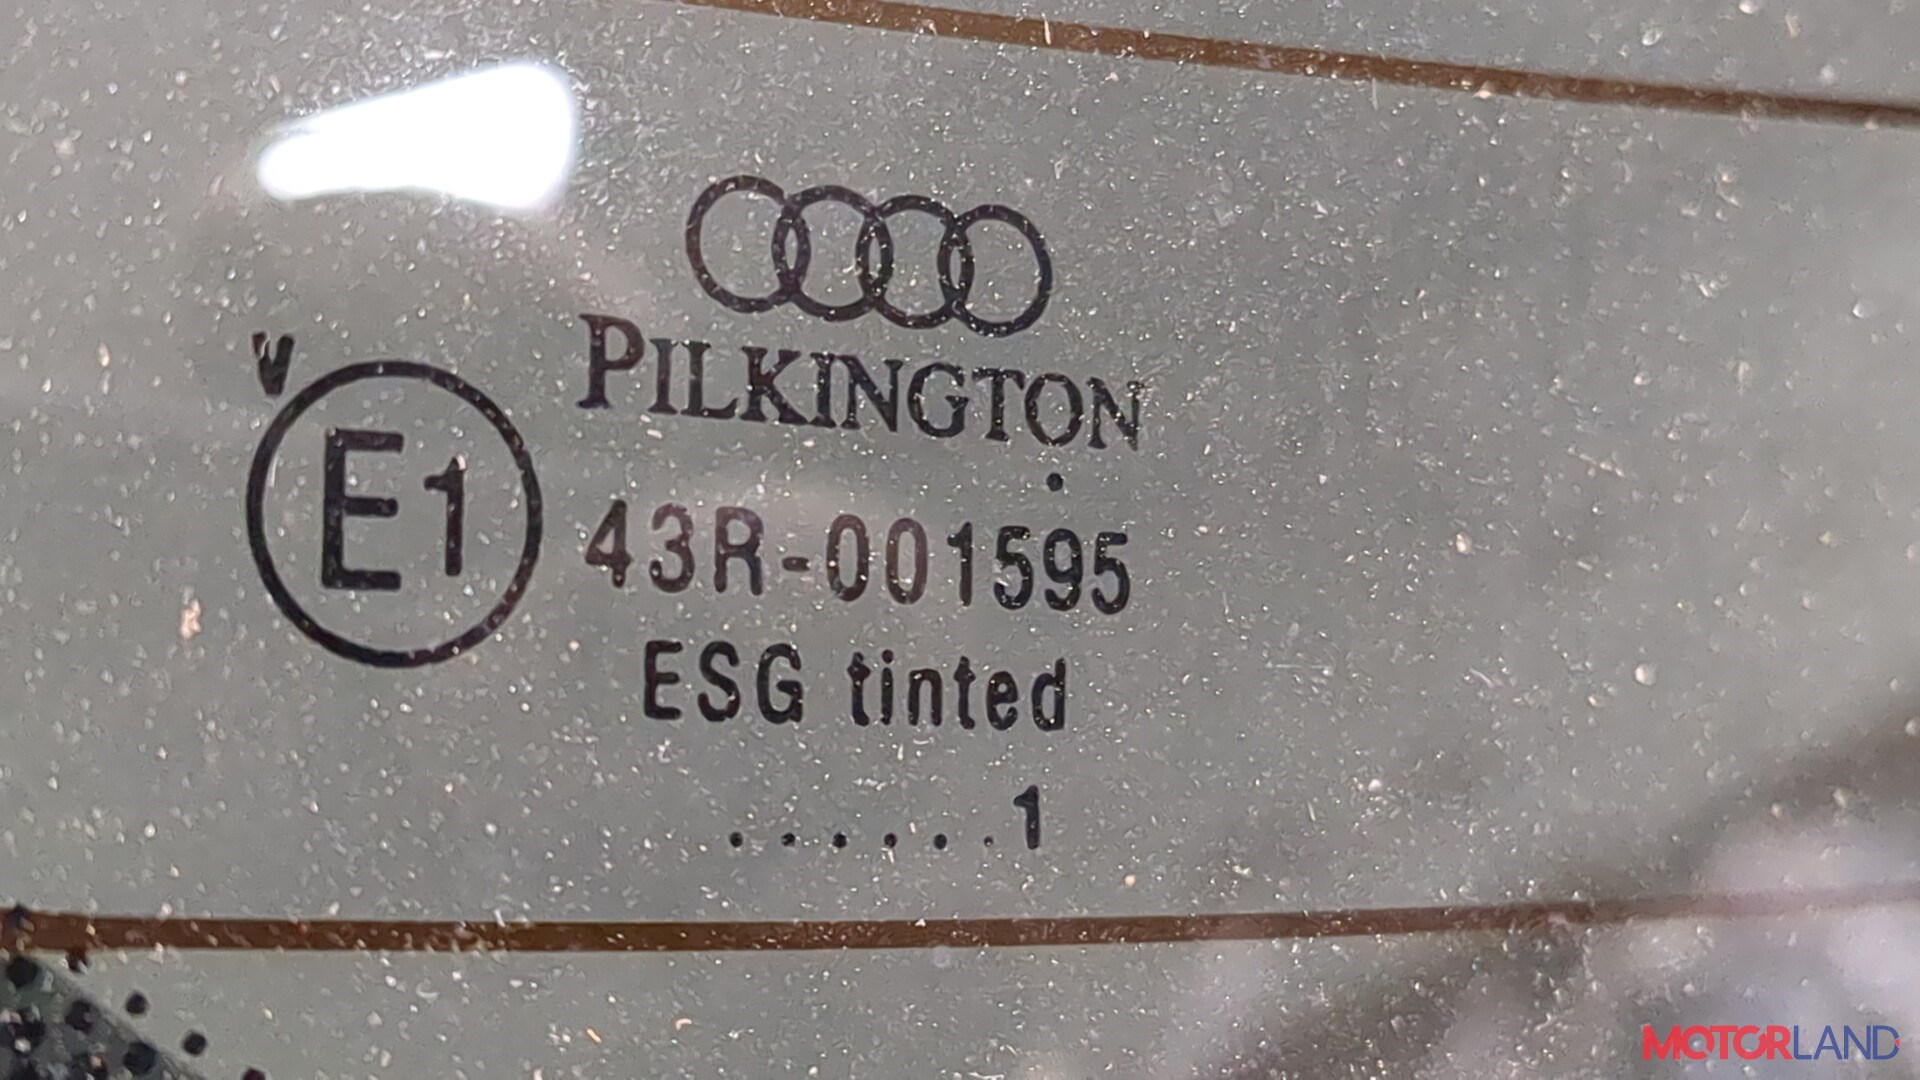 PILKINGTON
V
E1
43R-001595
ESG tinted
......1
MOTORLAND